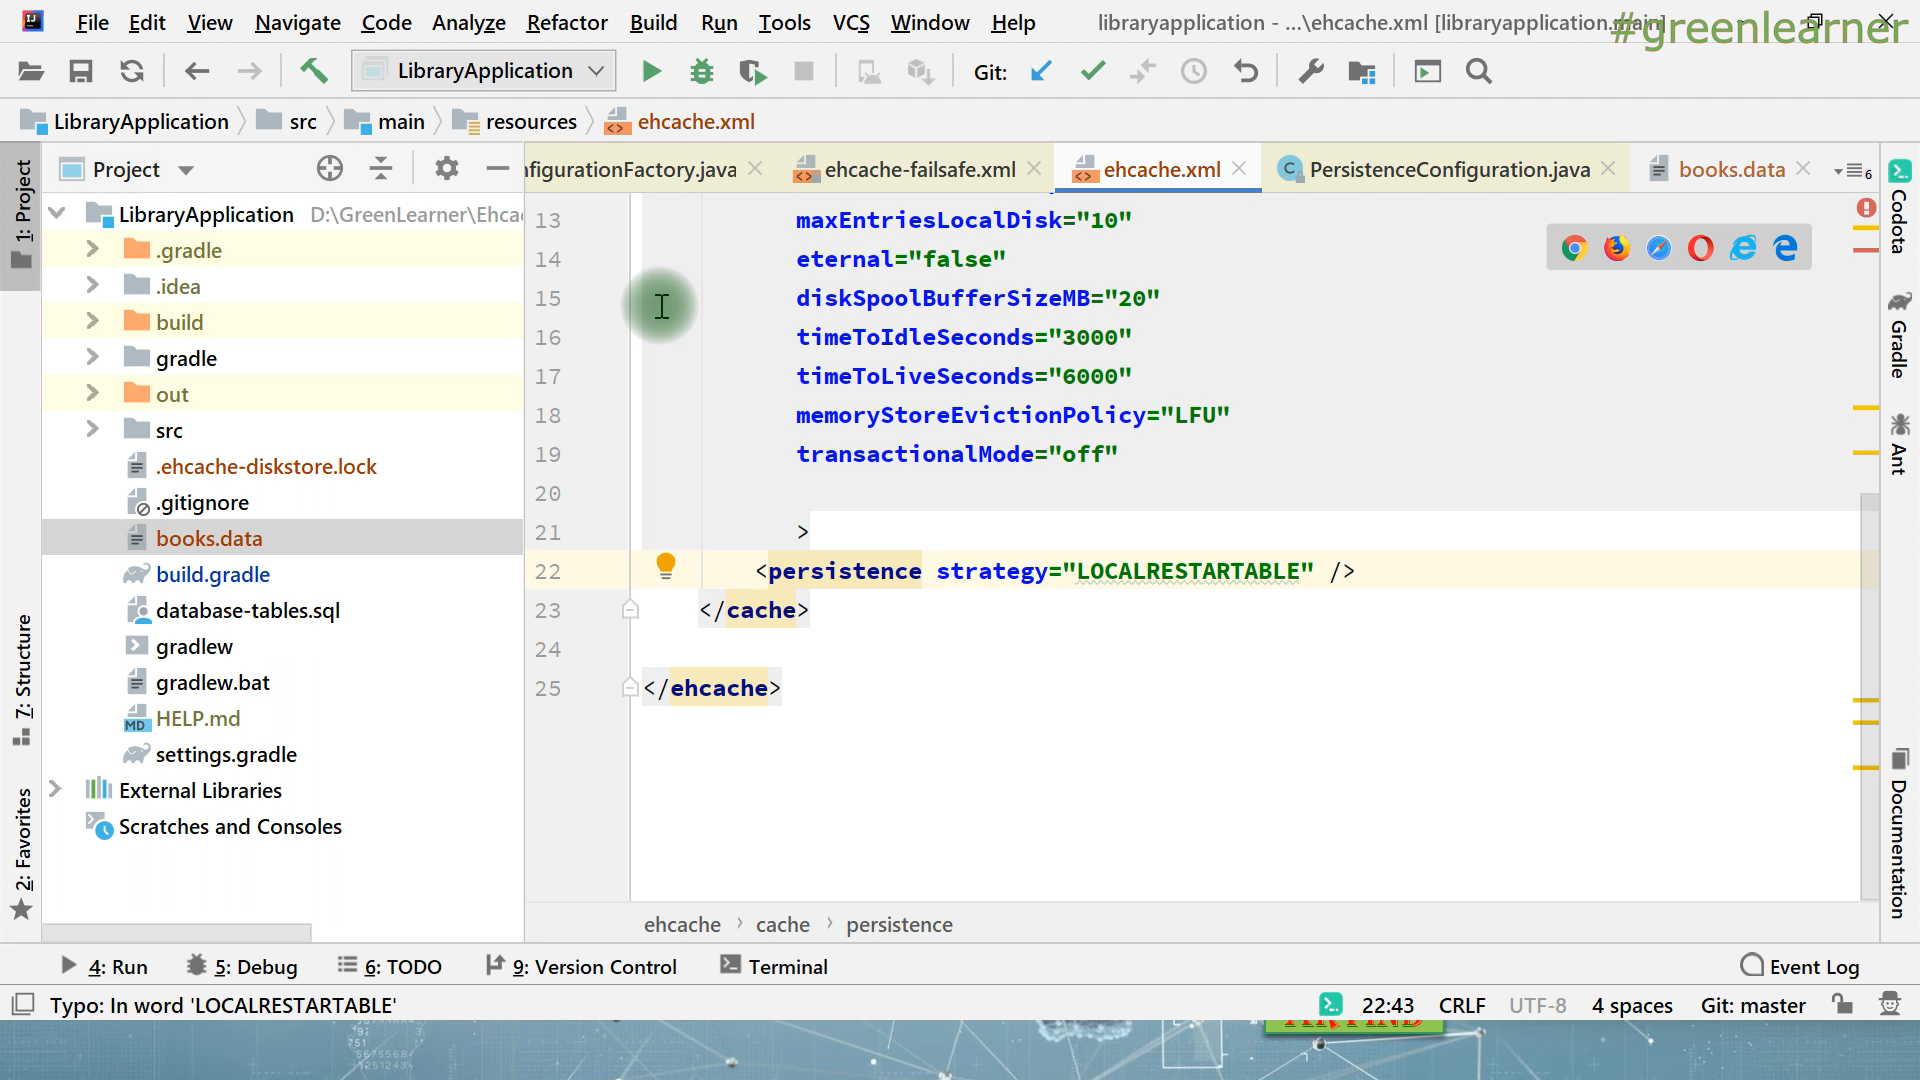 File Edit View Navigate Code Analyze Refactor Build Run Tools VCS Window Help libraryapplication - ...\ehcache.xml [libraryapplication.main]
#greenlearner
LibraryApplication Git:
LibraryApplication src main resources ehcache.xml
Project nfigurationFactory.java ehcache-failsafe.xml ehcache.xml PersistenceConfiguration.java books.data 6
1: Project
7: Structure
2: Favorites
LibraryApplication D:\GreenLearner\Ehca
.gradle
.idea
build
gradle
out
src
.ehcache-diskstore.lock
.gitignore
books.data
build.gradle
database-tables.sql
gradlew
gradlew.bat
HELP.md
settings.gradle
External Libraries
Scratches and Consoles
13 maxEntriesLocalDisk="10"
14 eternal="false"
15 diskSpoolBufferSizeMB="20"
16 timeToIdleSeconds="3000"
17 timeToLiveSeconds="6000"
18 memoryStoreEvictionPolicy="LFU"
19 transactionalMode="off"
20
21 >
22 <persistence strategy="LOCALRESTARTABLE" />
23 </cache>
24
25 </ehcache>
Codota
Gradle
Ant
Documentation
ehcache cache persistence
4: Run 5: Debug 6: TODO 9: Version Control Terminal Event Log
Typo: In word 'LOCALRESTARTABLE' 22:43 CRLF UTF-8 4 spaces Git: master